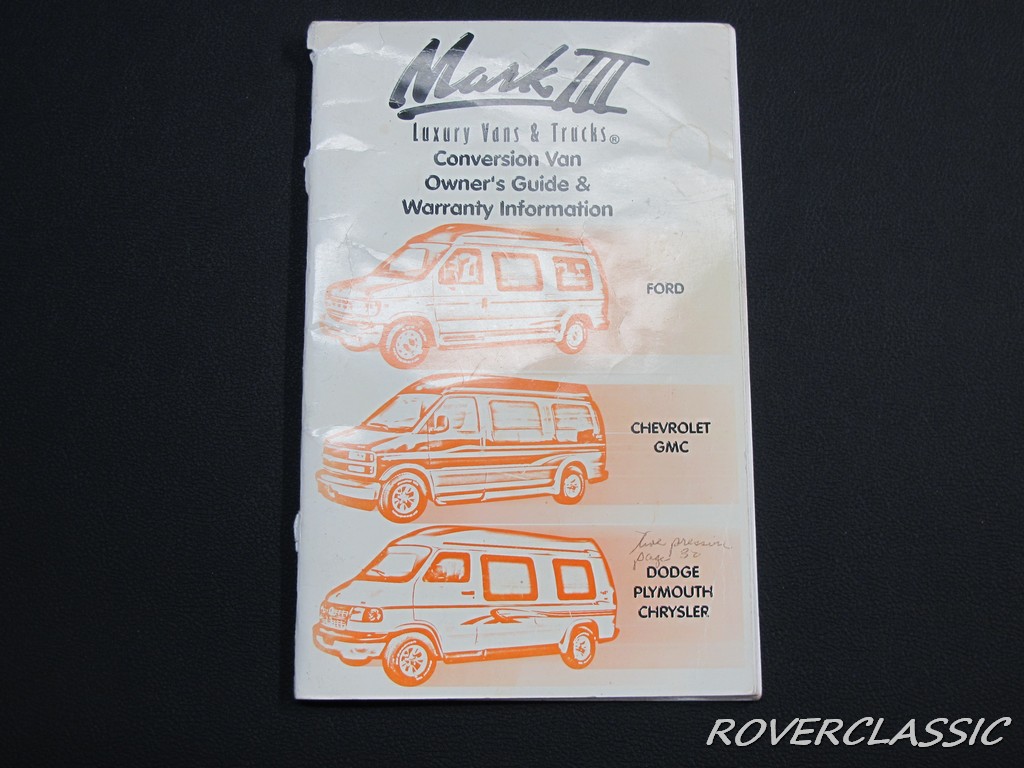 Mark III
Luxury Vans & Trucks®
Conversion Van
Owner's Guide &
Warranty Information
FORD
CHEVROLET
GMC
Tire pressure
page 30
DODGE
PLYMOUTH
CHRYSLER
ROVERCLASSIC